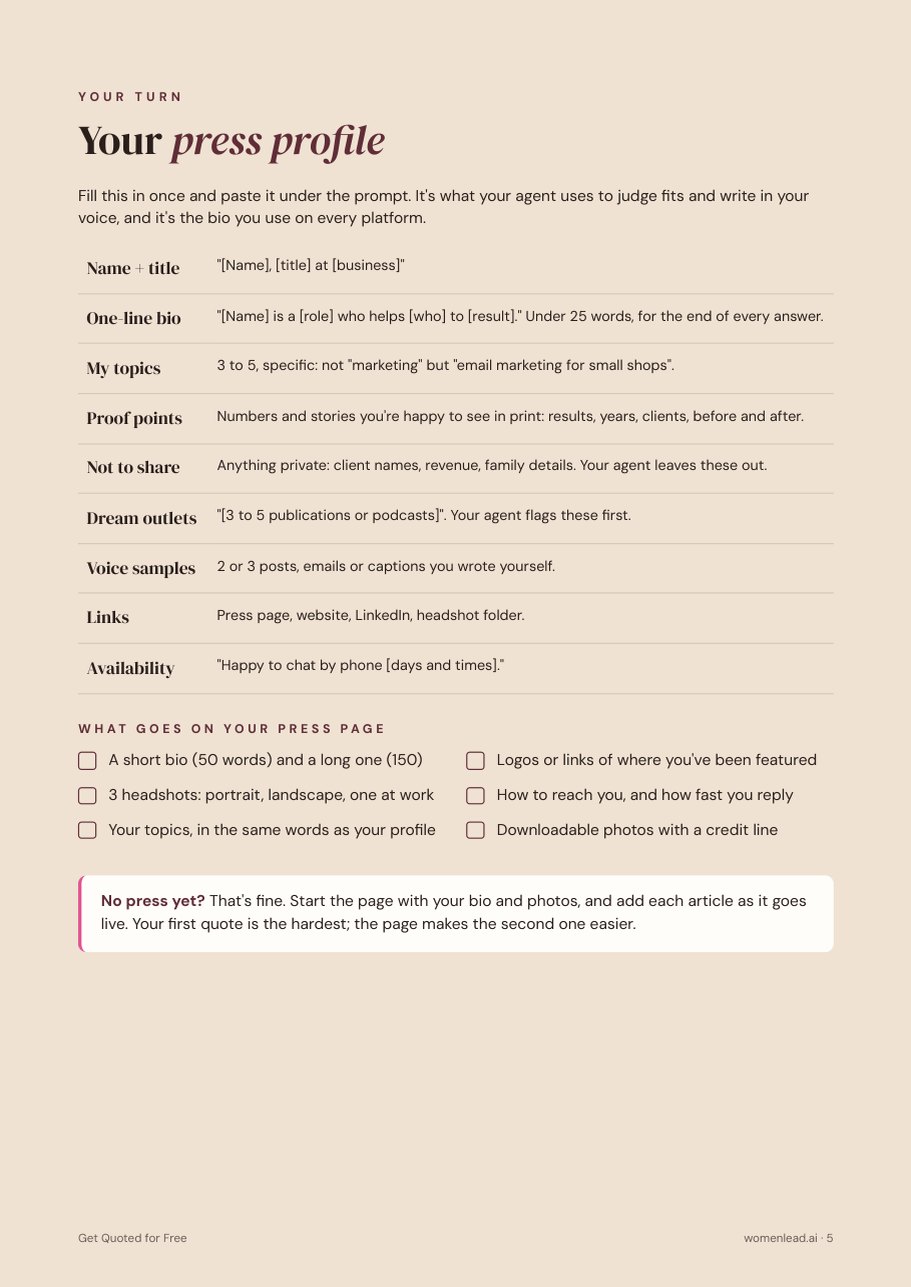 YOUR TURN
Your press profile
Fill this in once and paste it under the prompt. It's what your agent uses to judge fits and write in your
voice, and it's the bio you use on every platform.
Name + title "[Name], [title] at [business]"
One-line bio "[Name] is a [role] who helps [who] to [result]." Under 25 words, for the end of every answer.
My topics 3 to 5, specific: not "marketing" but "email marketing for small shops".
Proof points Numbers and stories you're happy to see in print: results, years, clients, before and after.
Not to share Anything private: client names, revenue, family details. Your agent leaves these out.
Dream outlets "[3 to 5 publications or podcasts]". Your agent flags these first.
Voice samples 2 or 3 posts, emails or captions you wrote yourself.
Links Press page, website, LinkedIn, headshot folder.
Availability "Happy to chat by phone [days and times]."
WHAT GOES ON YOUR PRESS PAGE
A short bio (50 words) and a long one (150)
3 headshots: portrait, landscape, one at work
Your topics, in the same words as your profile
Logos or links of where you've been featured
How to reach you, and how fast you reply
Downloadable photos with a credit line
No press yet? That's fine. Start the page with your bio and photos, and add each article as it goes
live. Your first quote is the hardest; the page makes the second one easier.
Get Quoted for Free
womenlead.ai · 5